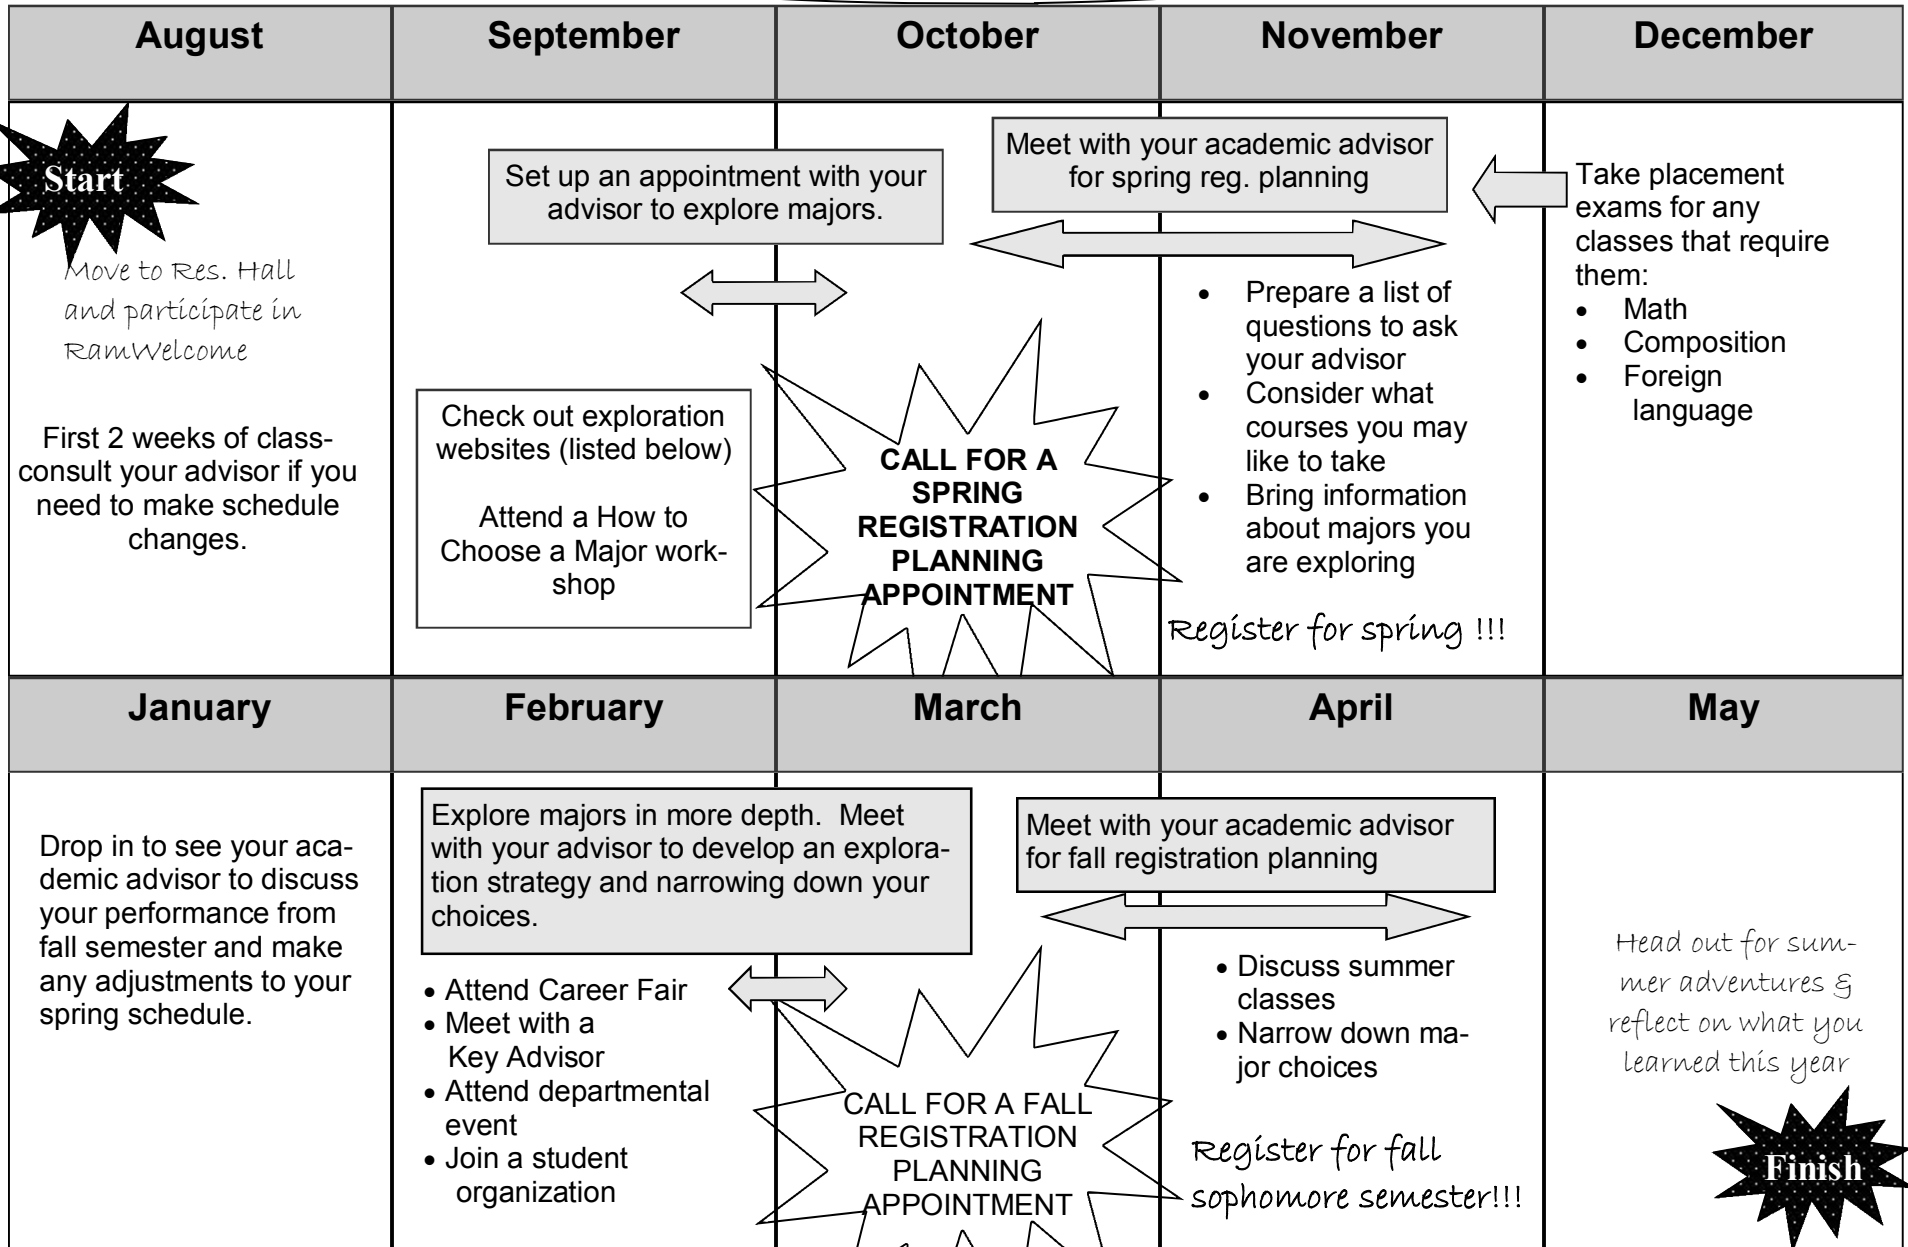 August
September
October
November
December
Start
Move to Res. Hall
and participate in
RamWelcome
First 2 weeks of class-
consult your advisor if you
need to make schedule
changes.
Set up an appointment with your
advisor to explore majors.
Check out exploration
websites (listed below)
Attend a How to
Choose a Major work-
shop
CALL FOR A
SPRING
REGISTRATION
PLANNING
APPOINTMENT
Meet with your academic advisor
for spring reg. planning
• Prepare a list of
questions to ask
your advisor
• Consider what
courses you may
like to take
• Bring information
about majors you
are exploring
Register for spring !!!
Take placement
exams for any
classes that require
them:
• Math
• Composition
• Foreign
language
January
February
March
April
May
Drop in to see your aca-
demic advisor to discuss
your performance from
fall semester and make
any adjustments to your
spring schedule.
Explore majors in more depth.  Meet
with your advisor to develop an explora-
tion strategy and narrowing down your
choices.
• Attend Career Fair
• Meet with a
Key Advisor
• Attend departmental
event
• Join a student
organization
CALL FOR A FALL
REGISTRATION
PLANNING
APPOINTMENT
Meet with your academic advisor
for fall registration planning
• Discuss summer
classes
• Narrow down ma-
jor choices
Register for fall
sophomore semester!!!
Head out for sum-
mer adventures &
reflect on what you
learned this year
Finish